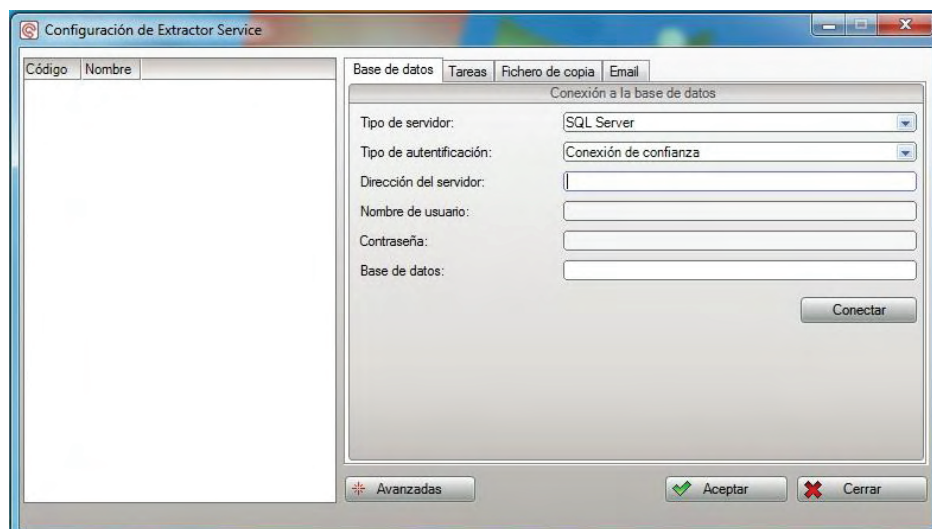 Configuración de Extractor Service
Código Nombre
Base de datos Tareas Fichero de copia Email
Conexión a la base de datos
Tipo de servidor: SQL Server
Tipo de autentificación: Conexión de confianza
Dirección del servidor:
Nombre de usuario:
Contraseña:
Base de datos:
Conectar
Avanzadas Aceptar Cerrar